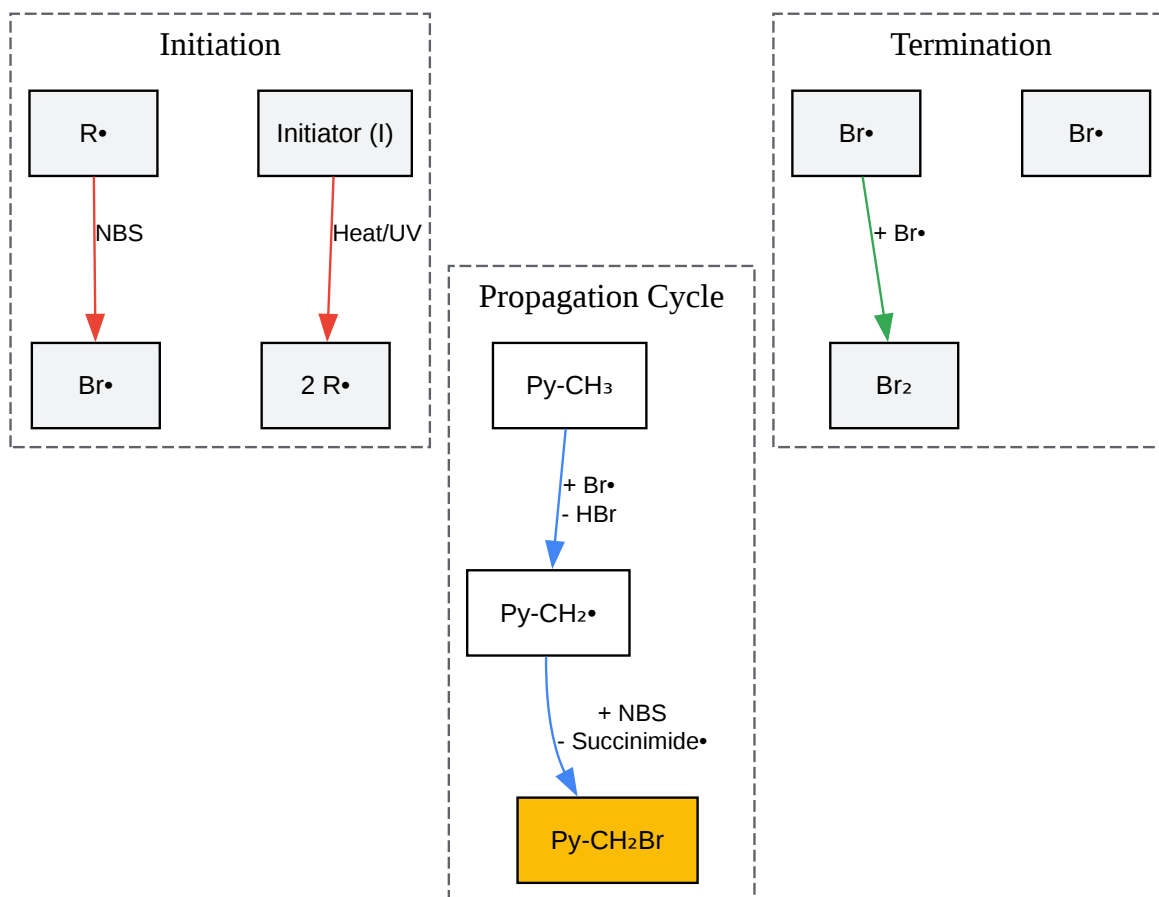 Initiation
R•
Initiator (I)
NBS
Heat/UV
Br•
2 R•
Propagation Cycle
Py-CH₃
+ Br•
- HBr
Py-CH₂•
+ NBS
- Succinimide•
Py-CH₂Br
Termination
Br•
Br•
+ Br•
Br₂